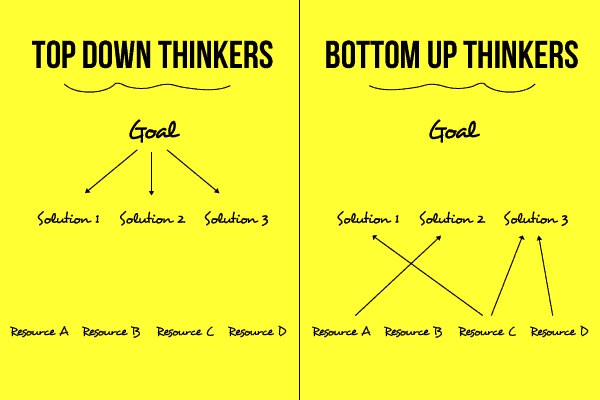 TOP DOWN THINKERS
Goal
Solution 1 Solution 2 Solution 3
Resource A Resource B Resource C Resource D
BOTTOM UP THINKERS
Goal
Solution 1 Solution 2 Solution 3
Resource A Resource B Resource C Resource D